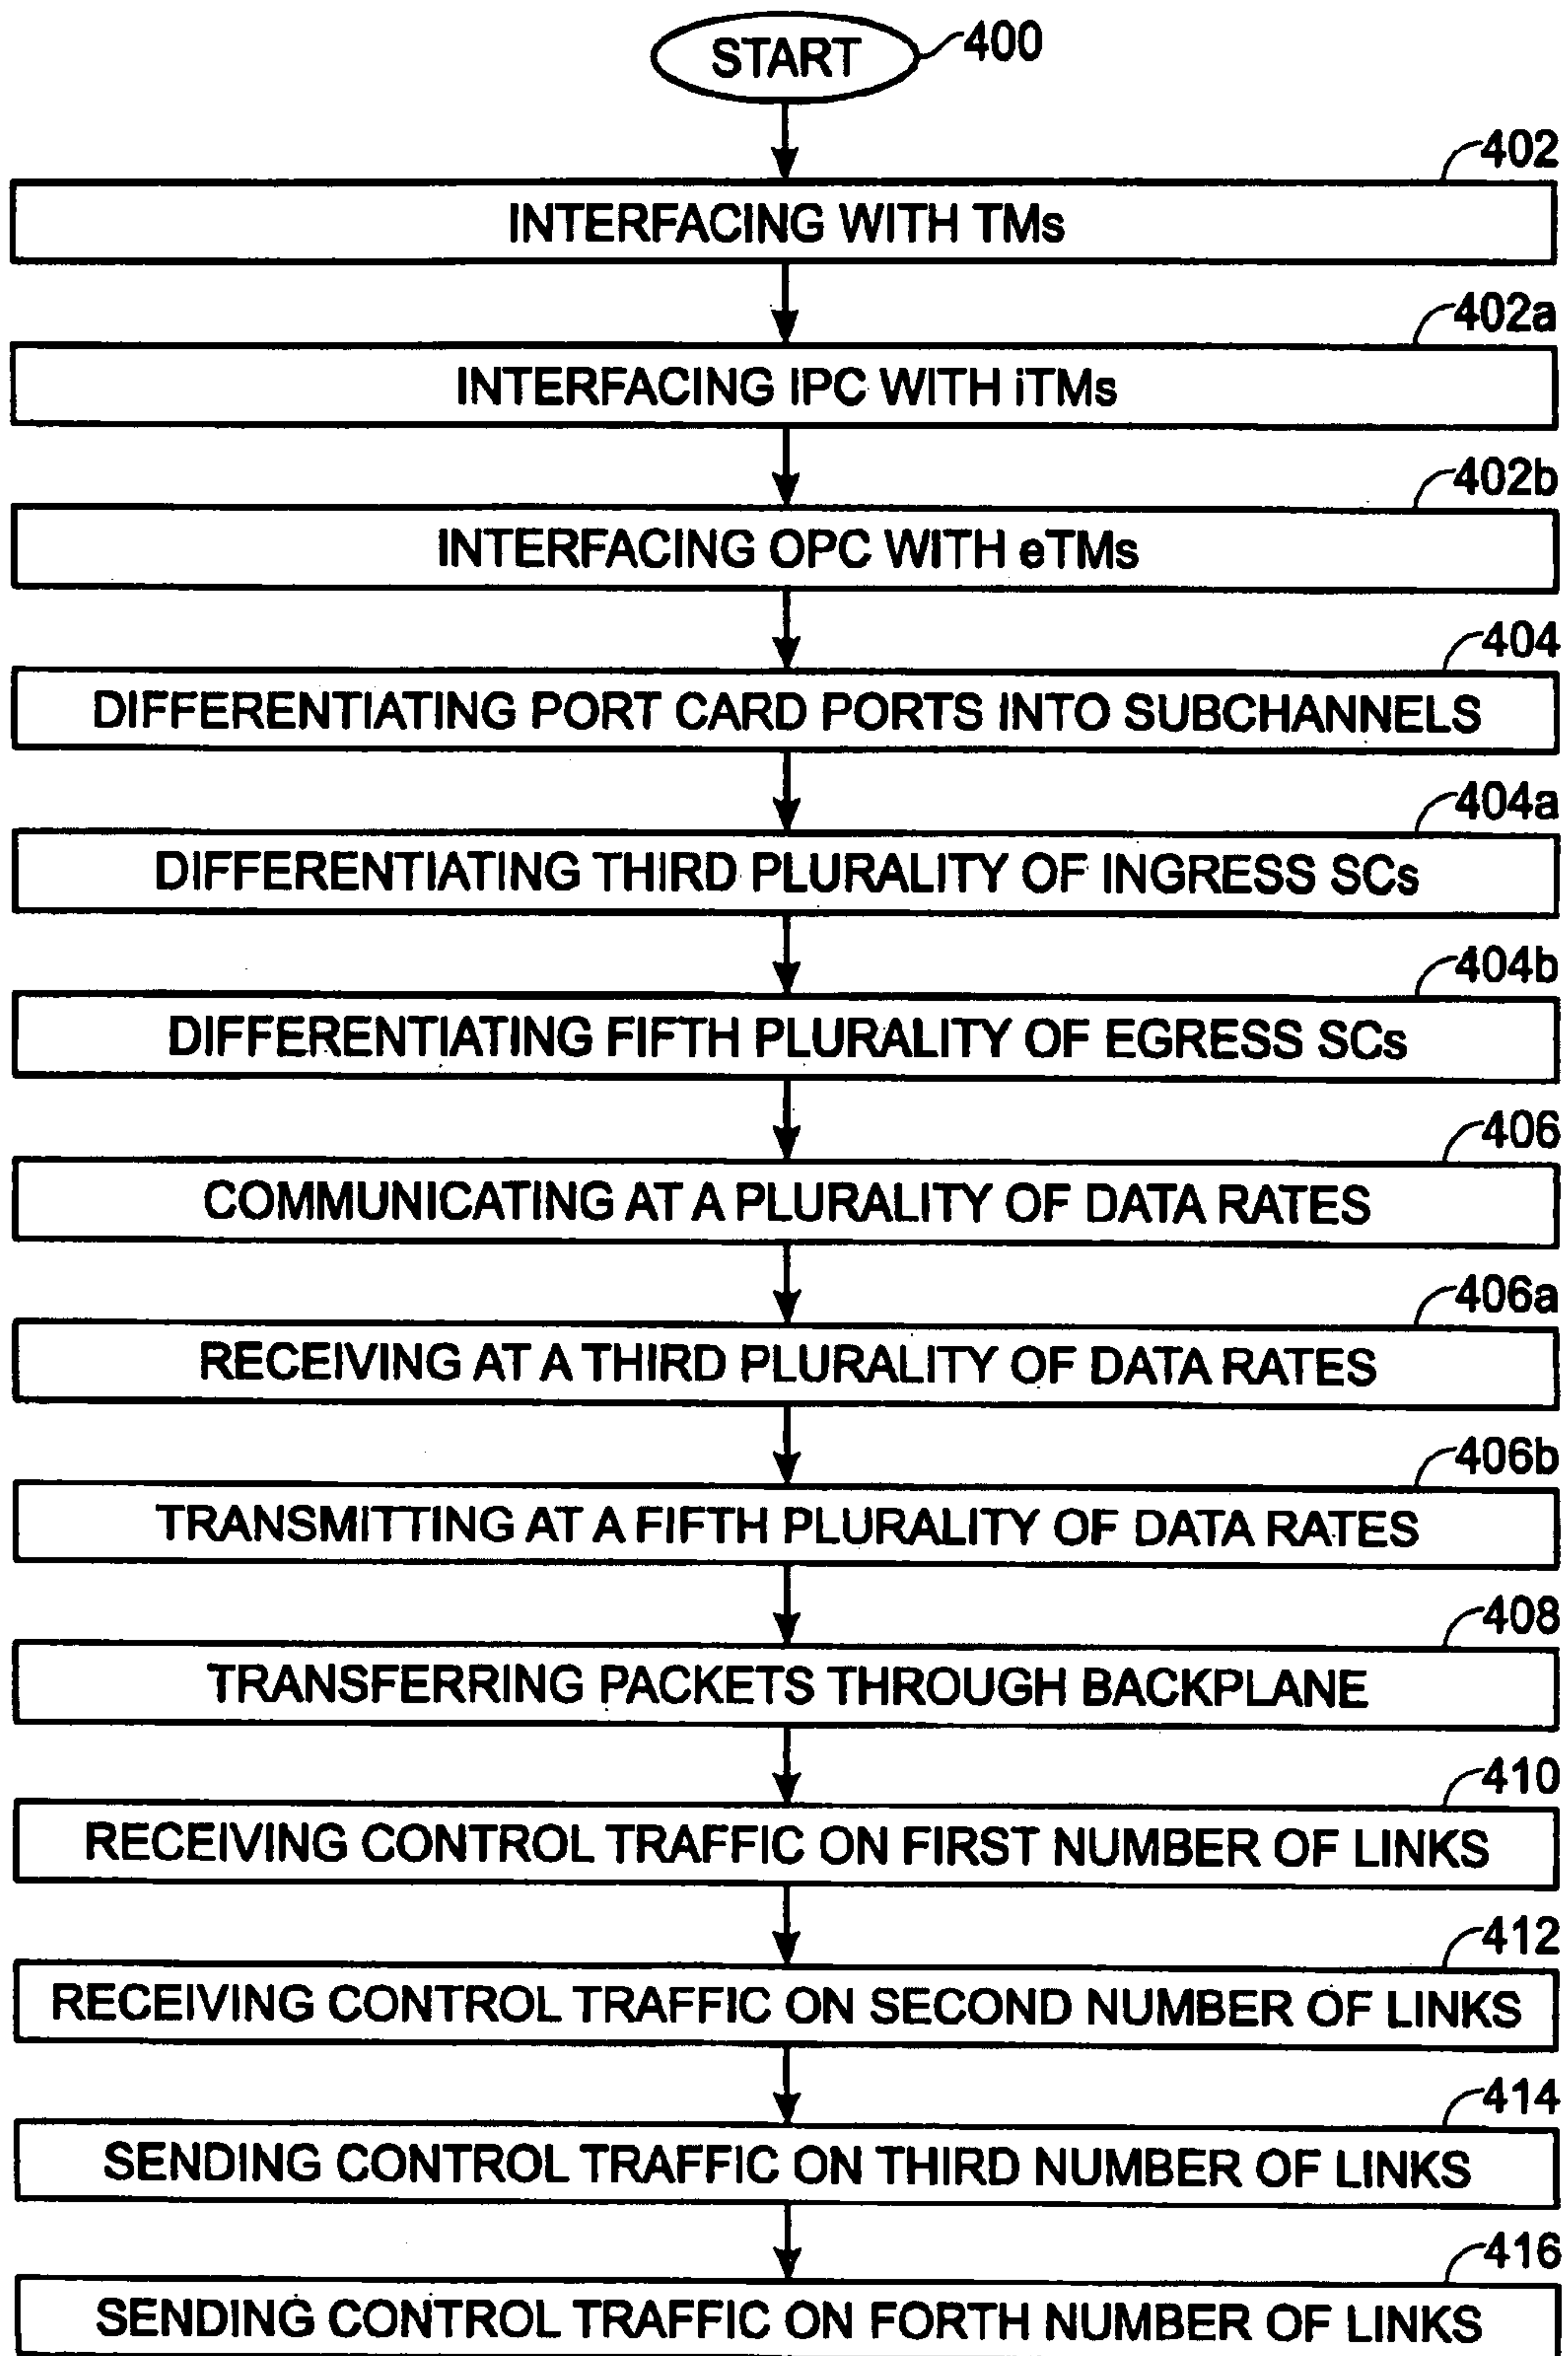 START
400
402
INTERFACING WITH TMs
402a
INTERFACING IPC WITH iTMs
402b
INTERFACING OPC WITH eTMs
404
DIFFERENTIATING PORT CARD PORTS INTO SUBCHANNELS
404a
DIFFERENTIATING THIRD PLURALITY OF INGRESS SCs
404b
DIFFERENTIATING FIFTH PLURALITY OF EGRESS SCs
406
COMMUNICATING AT A PLURALITY OF DATA RATES
406a
RECEIVING AT A THIRD PLURALITY OF DATA RATES
406b
TRANSMITTING AT A FIFTH PLURALITY OF DATA RATES
408
TRANSFERRING PACKETS THROUGH BACKPLANE
410
RECEIVING CONTROL TRAFFIC ON FIRST NUMBER OF LINKS
412
RECEIVING CONTROL TRAFFIC ON SECOND NUMBER OF LINKS
414
SENDING CONTROL TRAFFIC ON THIRD NUMBER OF LINKS
416
SENDING CONTROL TRAFFIC ON FORTH NUMBER OF LINKS